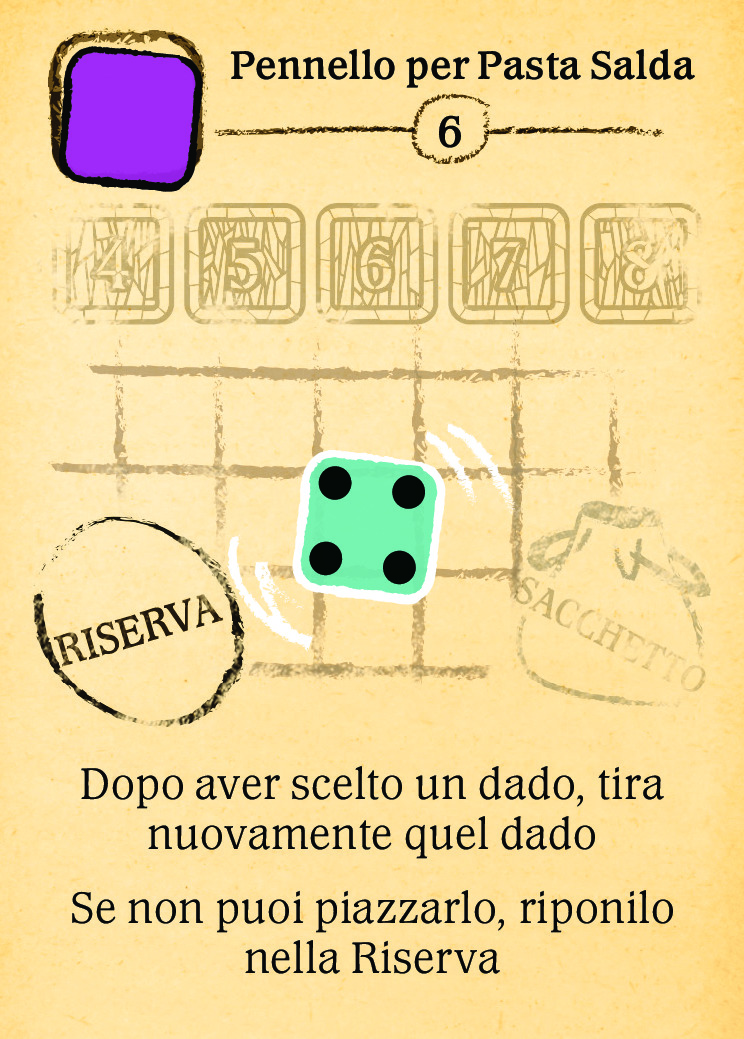 Pennello per Pasta Salda
6
4 5 6 7 8
RISERVA
SACCHETTO
Dopo aver scelto un dado, tira
nuovamente quel dado
Se non puoi piazzarlo, riponilo
nella Riserva